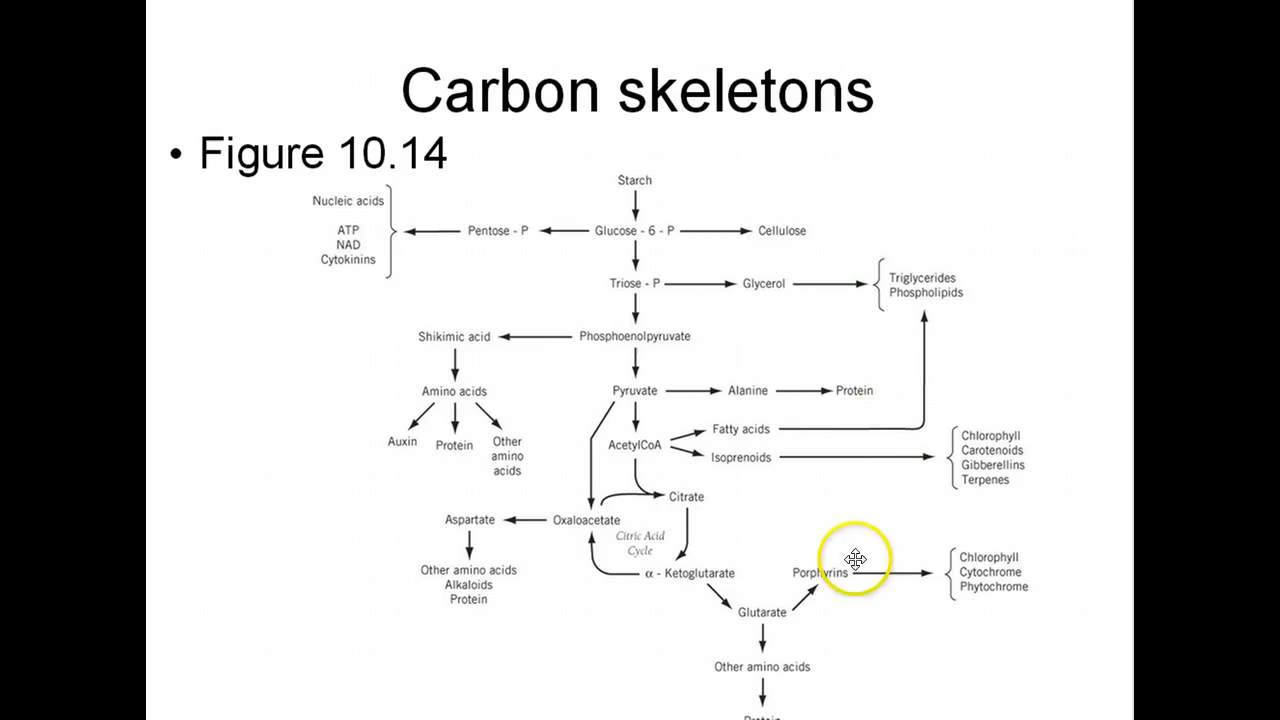 Carbon skeletons
• Figure 10.14
Starch
Nucleic acids
ATP
NAD
Cytokinins
Pentose - P
Glucose - 6 - P
Cellulose
Triose - P
Glycerol
Triglycerides
Phospholipids
Shikimic acid
Phosphoenolpyruvate
Amino acids
Pyruvate
Alanine
Protein
Auxin
Protein
Other
amino
acids
AcetylCoA
Fatty acids
Isoprenoids
Chlorophyll
Carotenoids
Gibberellins
Terpenes
Citrate
Aspartate
Oxaloacetate
Citric Acid
Cycle
Other amino acids
Alkaloids
Protein
α - Ketoglutarate
Porphyrins
Chlorophyll
Cytochrome
Phytochrome
Glutarate
Other amino acids
Protein